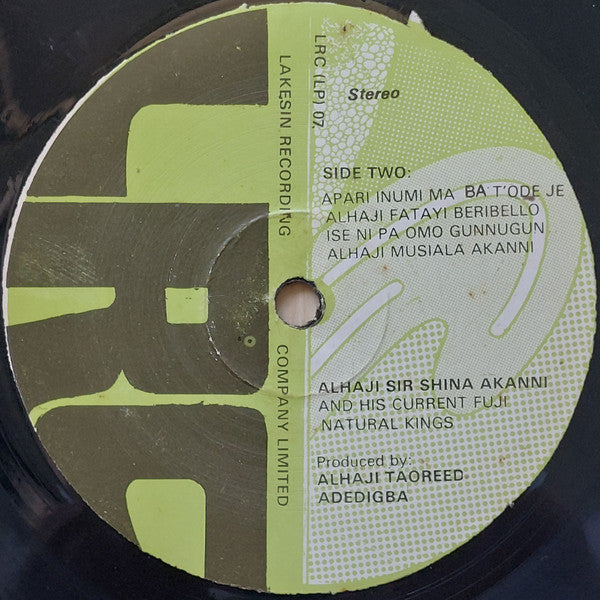 LRC
LAKESIN RECORDING COMPANY LIMITED
LRC (LP) 07.
Stereo
SIDE TWO:
APARI INUMI MA BA T'ODE JE
ALHAJI FATAYI BERIBELLO
ISE NI PA OMO GUNNUGUN
ALHAJI MUSIALA AKANNI
ALHAJI SIR SHINA AKANNI
AND HIS CURRENT FUJI
NATURAL KINGS
Produced by:
ALHAJI TAOREED
ADEDIGBA